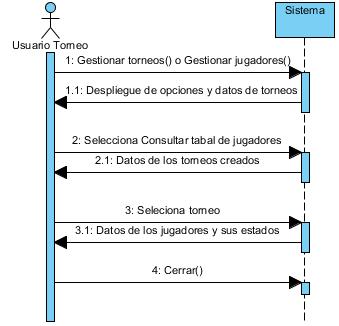 Sistema
Usuario Torneo
1: Gestionar torneos() o Gestionar jugadores()
1.1: Despliegue de opciones y datos de torneos
2: Selecciona Consultar tabal de jugadores
2.1: Datos de los torneos creados
3: Seleciona torneo
3.1: Datos de los jugadores y sus estados
4: Cerrar()